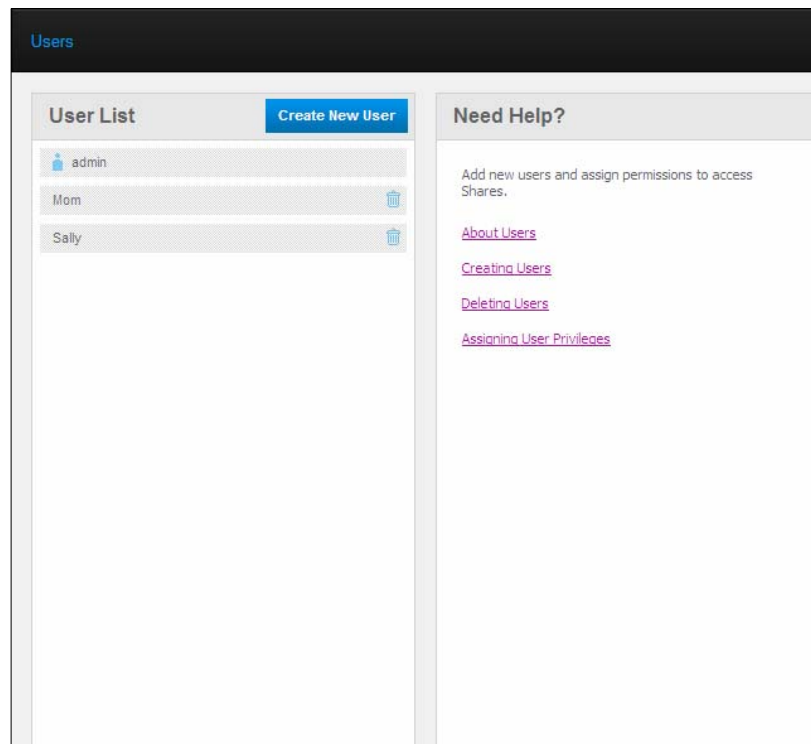 Users
User List
Create New User
admin
Mom
Sally
Need Help?
Add new users and assign permissions to access
Shares.
About Users
Creating Users
Deleting Users
Assigning User Privileges